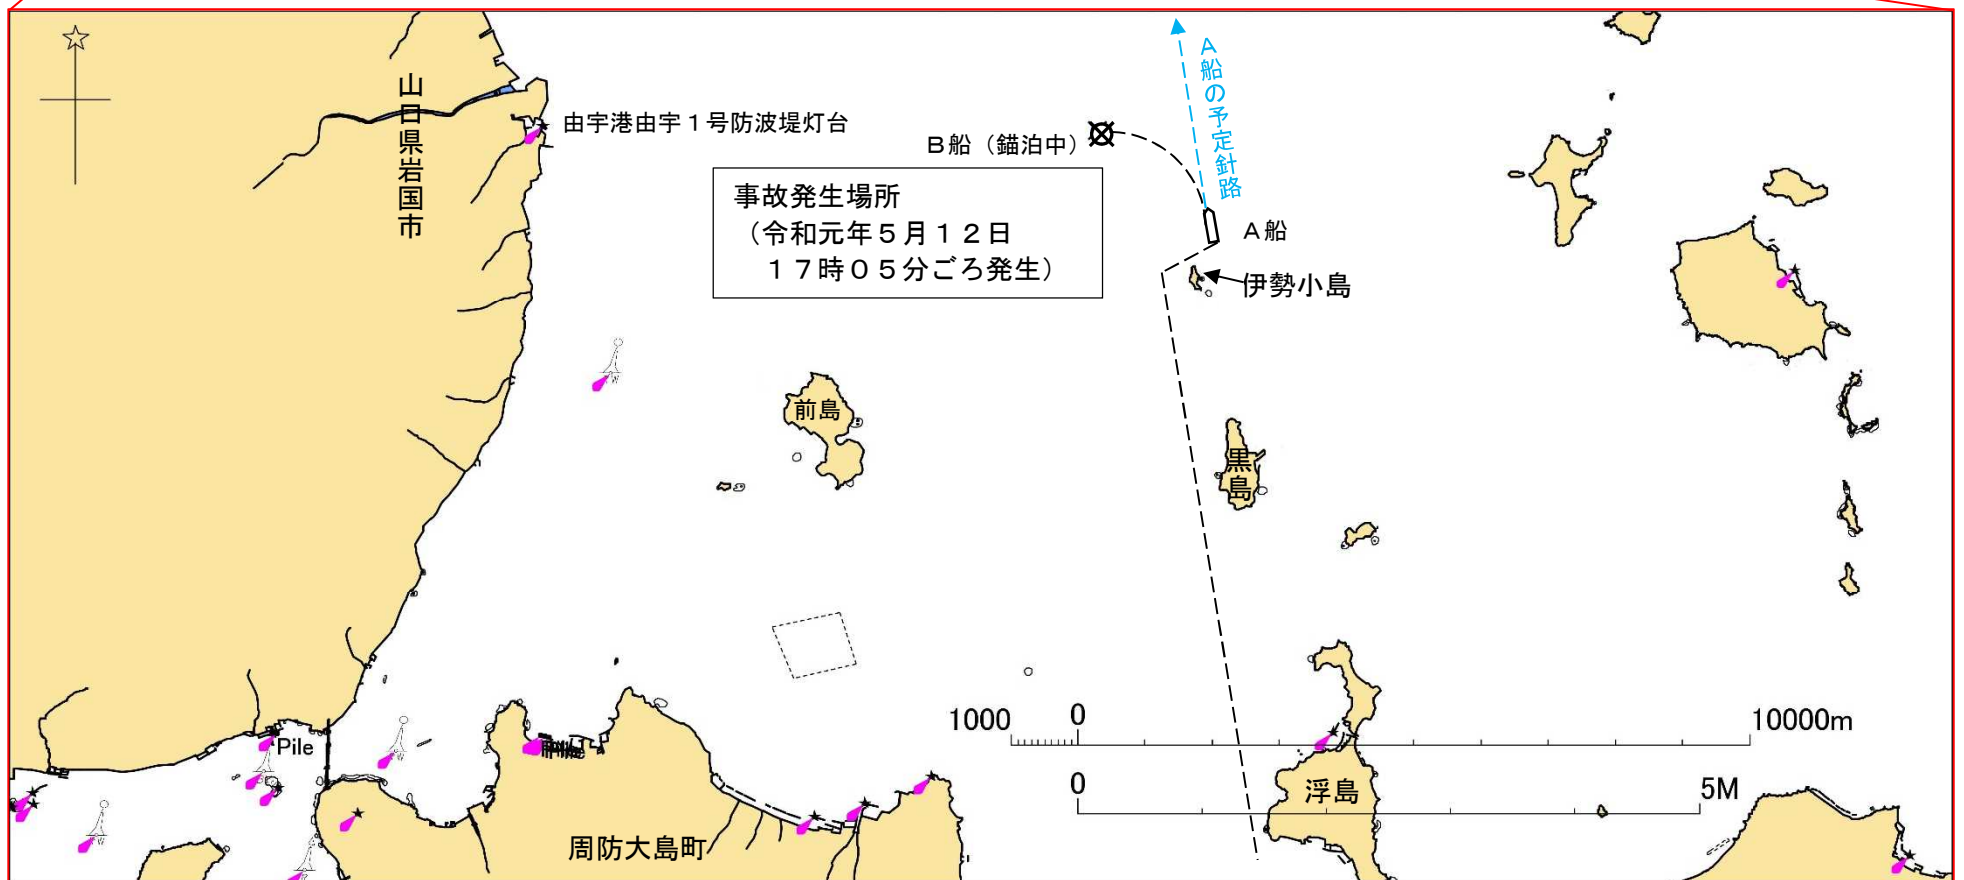 山口県岩国市
由宇港由宇１号防波堤灯台
Ｂ船（錨泊中）
Ａ船の予定針路
事故発生場所
（令和元年５月１２日
１７時０５分ごろ発生）
Ａ船
伊勢小島
前島
黒島
1000 0 10000m
0 5M
Pile
浮島
周防大島町